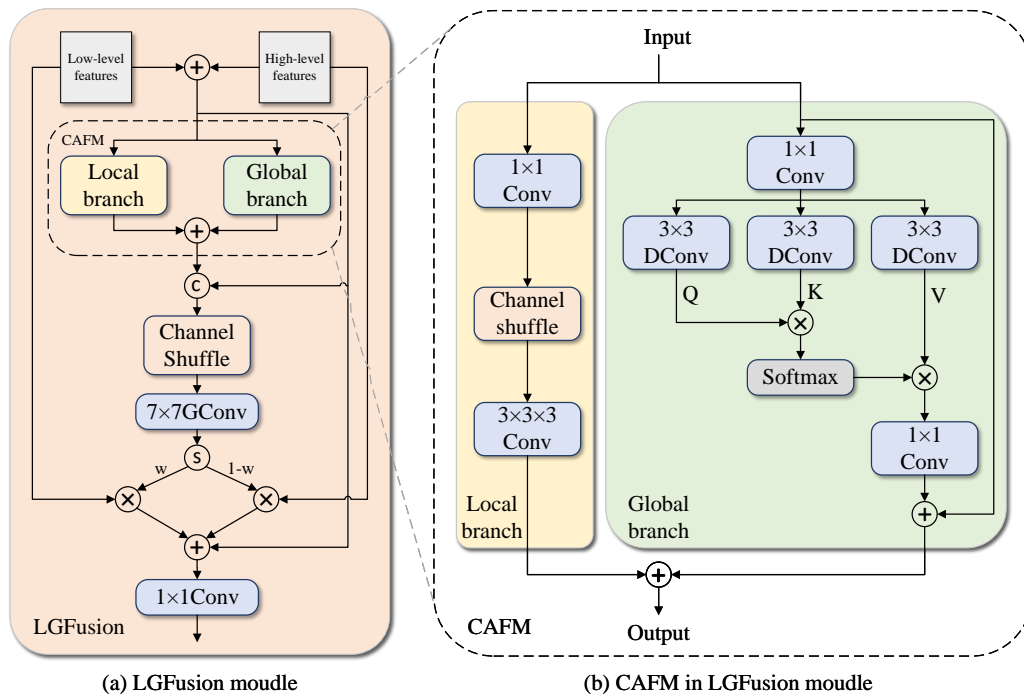 Low-level
features
High-level
features
CAFM
Local
branch
Global
branch
C
Channel
Shuffle
7×7GConv
S
w
1-w
1×1Conv
LGFusion
(a) LGFusion moudle
Input
1×1
Conv
Channel
shuffle
3×3×3
Conv
Local
branch
1×1
Conv
3×3
DConv
3×3
DConv
3×3
DConv
Q
K
V
Softmax
1×1
Conv
Global
branch
CAFM
Output
(b) CAFM in LGFusion moudle